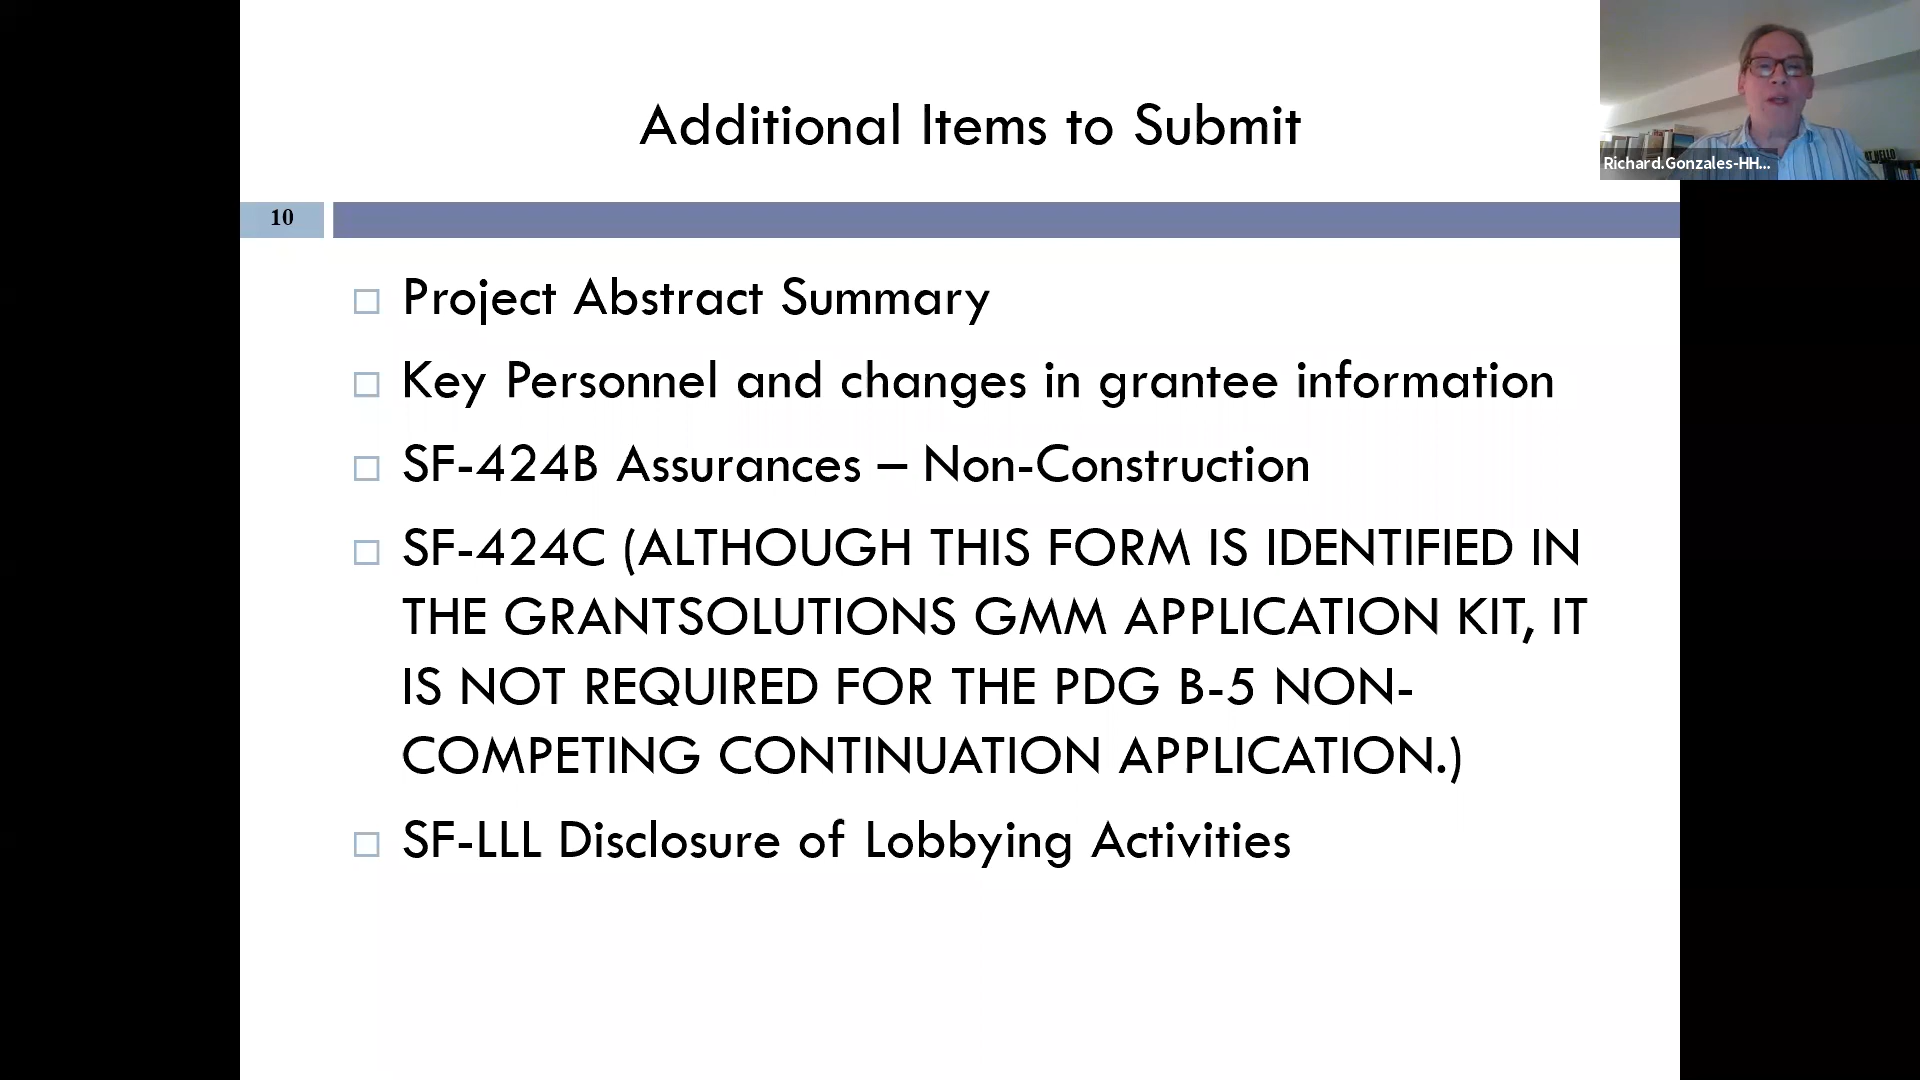 Additional Items to Submit
Richard.Gonzales-HH...
10
Project Abstract Summary
Key Personnel and changes in grantee information
SF-424B Assurances – Non-Construction
SF-424C (ALTHOUGH THIS FORM IS IDENTIFIED IN
THE GRANTSOLUTIONS GMM APPLICATION KIT, IT
IS NOT REQUIRED FOR THE PDG B-5 NON-
COMPETING CONTINUATION APPLICATION.)
SF-LLL Disclosure of Lobbying Activities